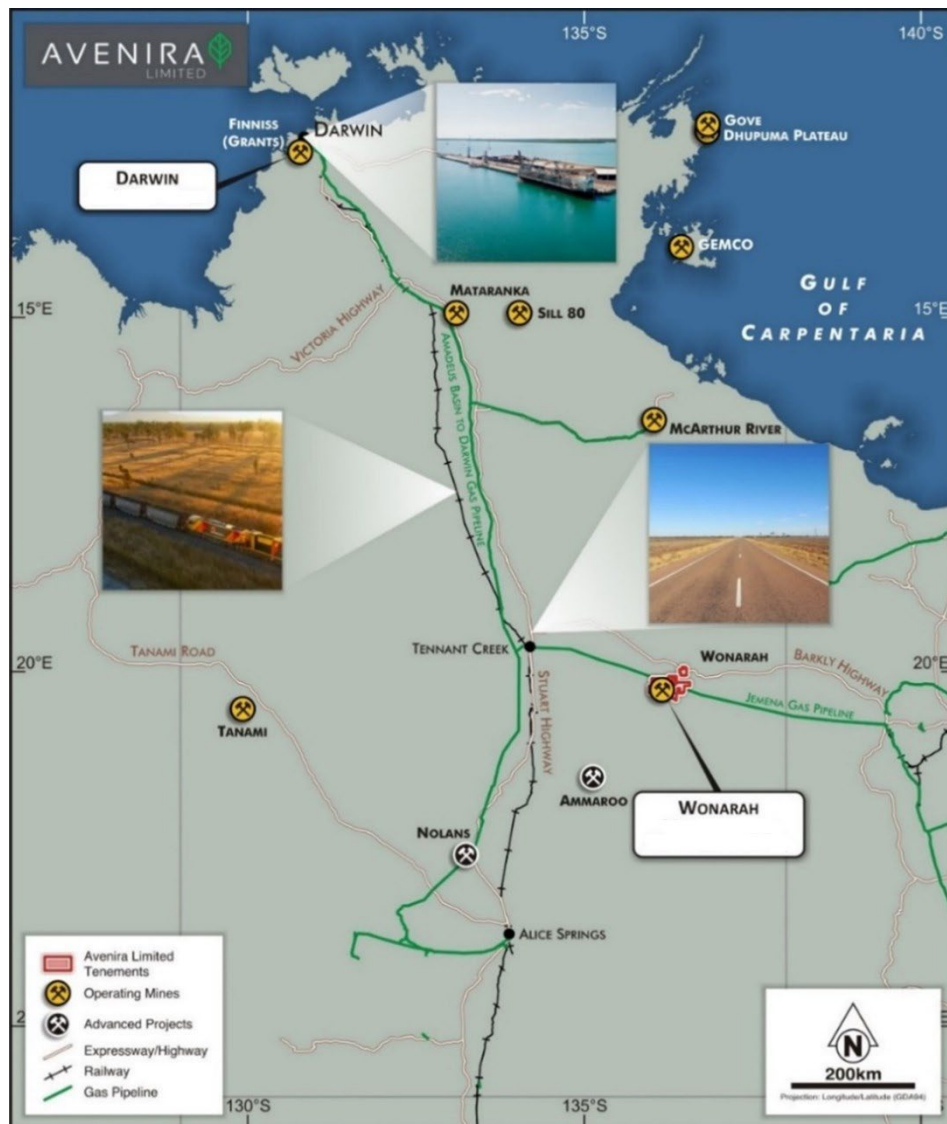 AVENIRA
LIMITED
135°S
140°S
FINNISS
(GRANTS)
DARWIN
DARWIN
GOVE
DHUPUMA PLATEAU
GEMCO
GULF
OF
CARPENTARIA
MATARANKA
SILL 80
15°E
15°E
VICTORIA HIGHWAY
AMADEUS BASIN TO DARWIN GAS PIPELINE
MCARTHUR RIVER
TENNANT CREEK
TANAMI ROAD
20°E
20°E
WONARAH
BARKLY HIGHWAY
JEMENA GAS PIPELINE
STUART HIGHWAY
TANAMI
AMMAROO
WONARAH
NOLANS
ALICE SPRINGS
Avenira Limited
Tenements
Operating Mines
Advanced Projects
Expressway/Highway
Railway
Gas Pipeline
N
200km
Projection: Longitude/Latitude (GDA94)
130°S
135°S